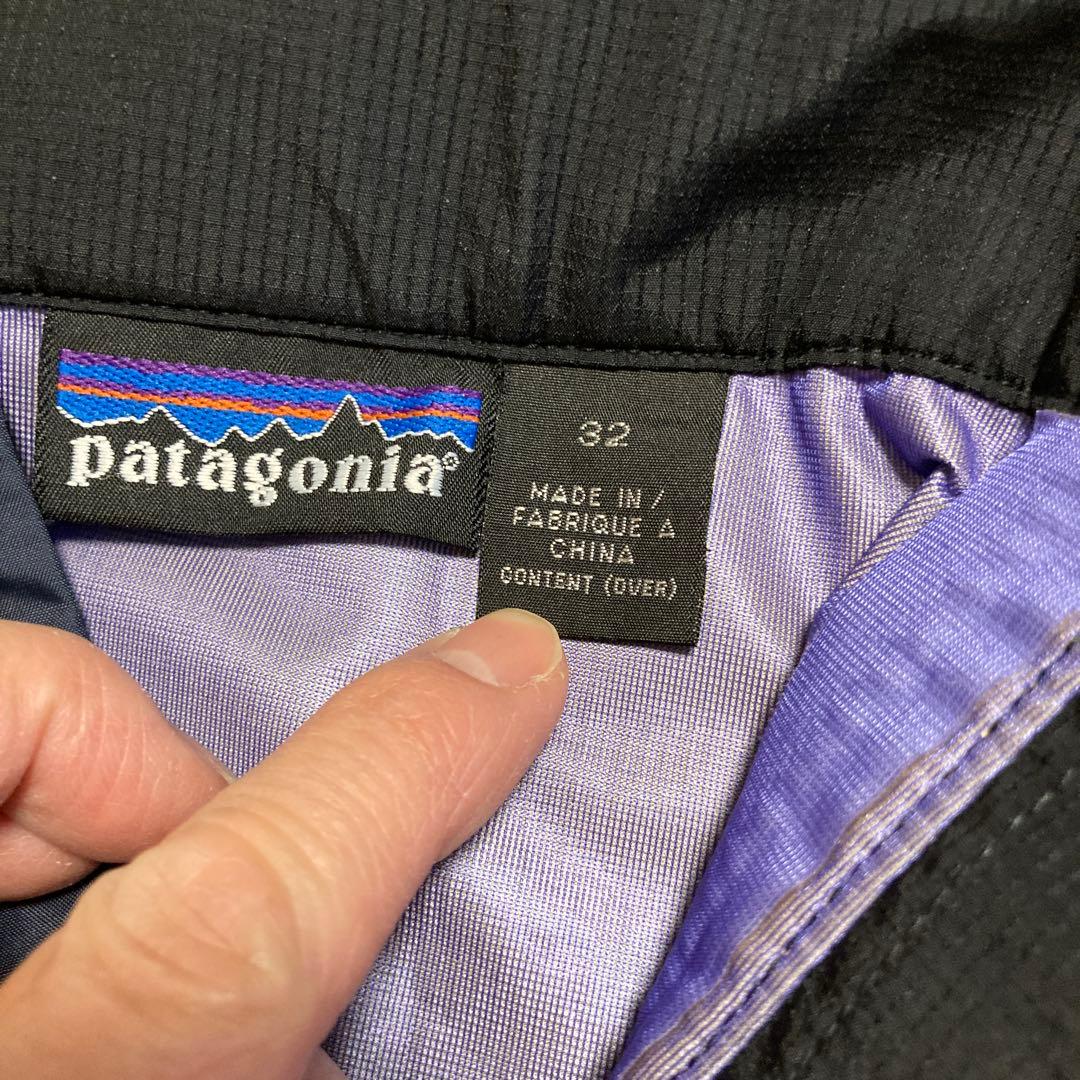 patagonia®
32
MADE IN /
FABRIQUE A
CHINA
CONTENT (OVER)